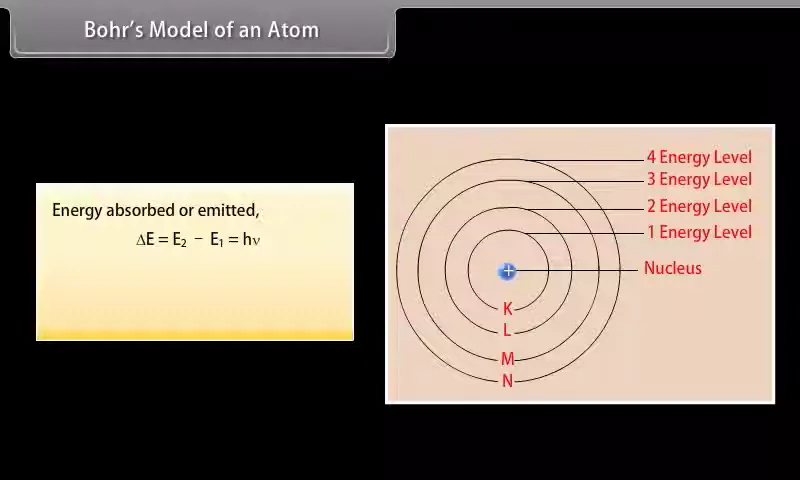 Bohr’s Model of an Atom
Energy absorbed or emitted,
ΔE = E₂ − E₁ = hν
4 Energy Level
3 Energy Level
2 Energy Level
1 Energy Level
+
Nucleus
K
L
M
N